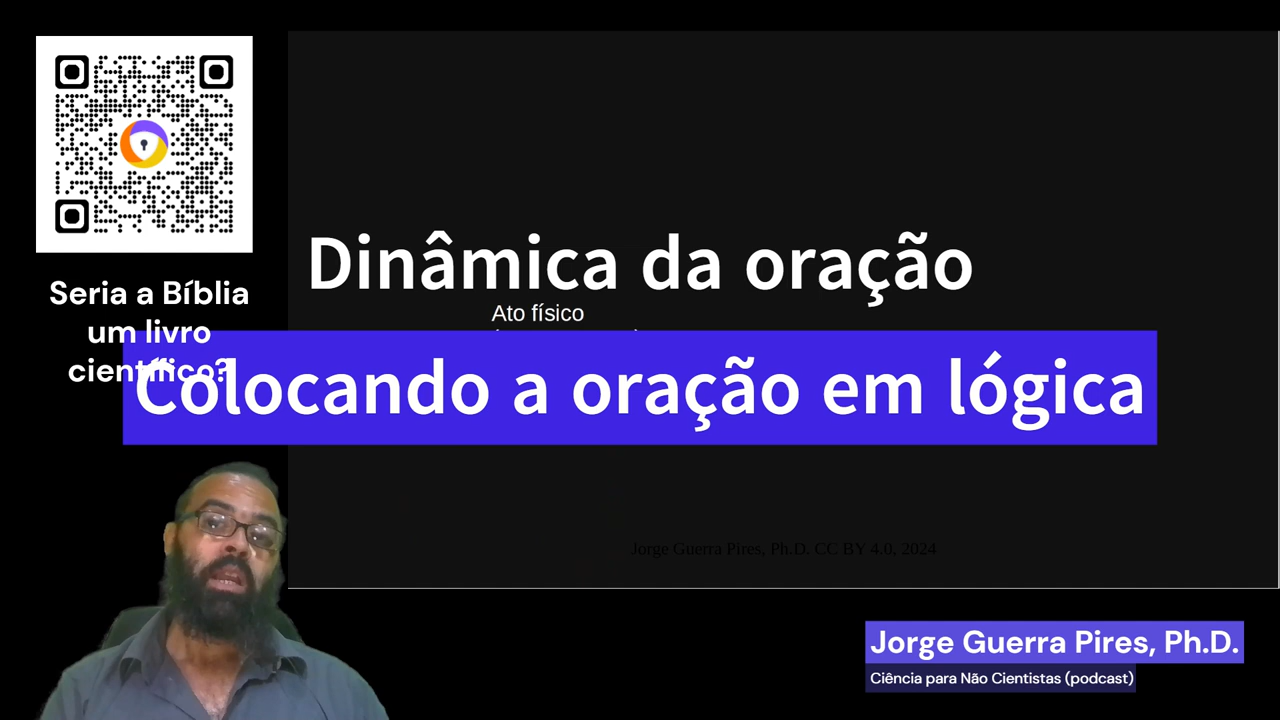 Seria a Bíblia
um livro
científico?
Dinâmica da oração
Ato físico
Colocando a oração em lógica
Jorge Guerra Pires, Ph.D. CC BY 4.0, 2024
Jorge Guerra Pires, Ph.D.
Ciência para Não Cientistas (podcast)